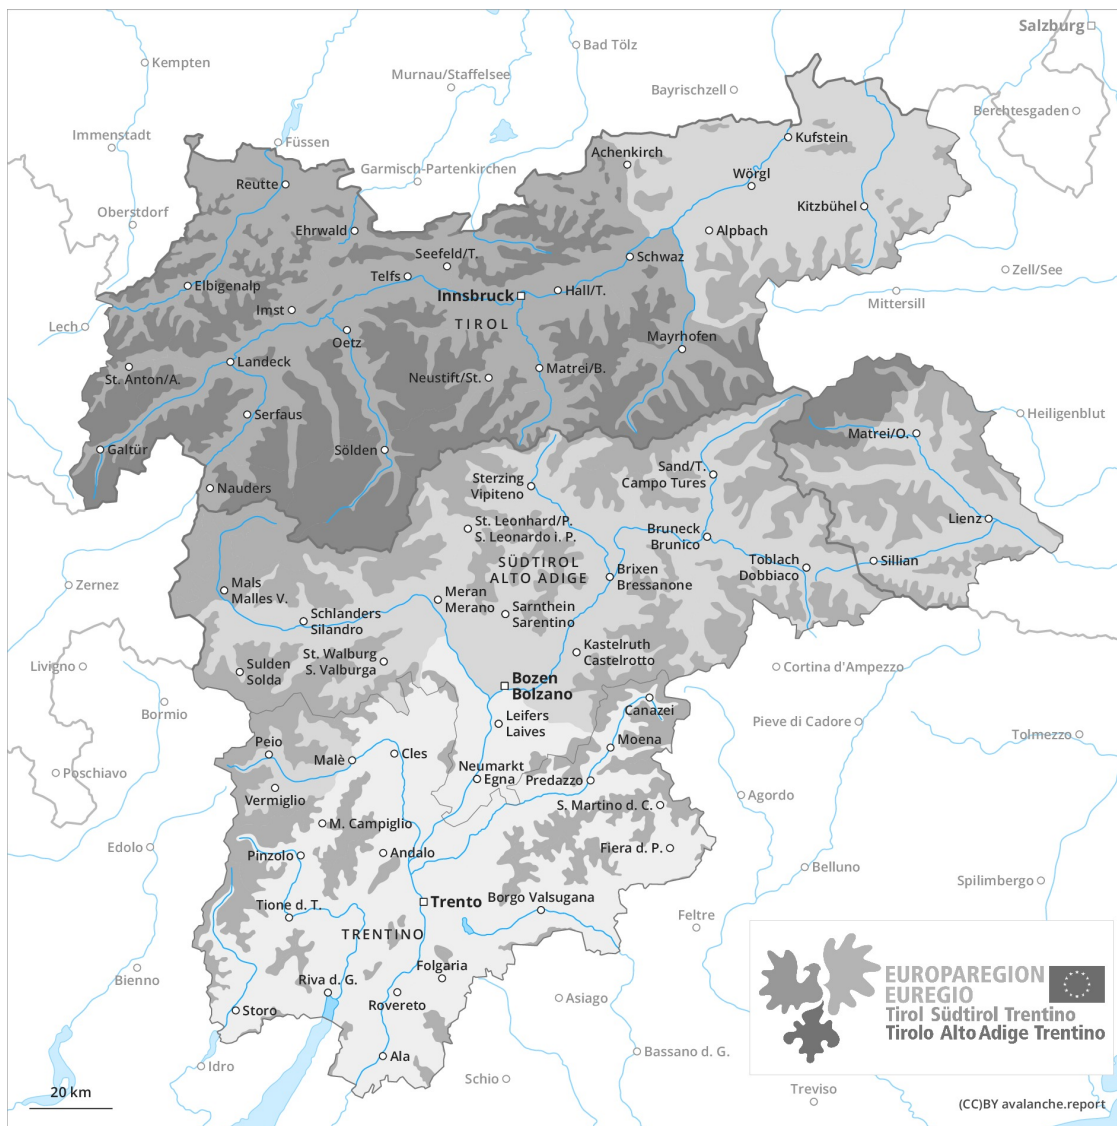 Salzburg
Bad Tölz
Kempten
Murnau/Staffelsee
Bayrischzell
Berchtesgaden
Immenstadt
Füssen
Kufstein
Achenkirch
Garmisch-Partenkirchen
Wörgl
Reutte
Oberstdorf
Kitzbühel
Ehrwald
Alpbach
Seefeld/T.
Schwaz
Zell/See
Telfs
Elbigenalp
Hall/T.
Innsbruck
Mittersill
Imst
Lech
TIROL
Oetz
Mayrhofen
Landeck
Matrei/B.
St. Anton/A.
Neustift/St.
Serfaus
Heiligenblut
Matrei/O.
Galtür
Sölden
Sand/T.
Campo Tures
Sterzing
Vipiteno
Nauders
St. Leonhard/P.
S. Leonardo i. P.
Lienz
Bruneck
Brunico
SÜDTIROL
ALTO ADIGE
Toblach
Dobbiaco
Sillian
Brixen
Bressanone
Zernez
Mals
Malles V.
Meran
Merano
Schlanders
Silandro
Sarnthein
Sarentino
Kastelruth
Castelrotto
St. Walburg
S. Valburga
Livigno
Sulden
Solda
Cortina d'Ampezzo
Bozen
Bolzano
Bormio
Canazei
Leifers
Laives
Pieve di Cadore
Tolmezzo
Peio
Moena
Malè
Cles
Poschiavo
Neumarkt
Egna
Predazzo
Vermiglio
Agordo
S. Martino d. C.
M. Campiglio
Edolo
Pinzolo
Andalo
Fiera d. P.
Belluno
Spilimbergo
Tione d. T.
Trento
Borgo Valsugana
Feltre
TRENTINO
Bienno
Folgaria
Riva d. G.
Rovereto
Asiago
Storo
EUROPAREGION
EUREGIO
Tirol Südtirol Trentino
Tirolo Alto Adige Trentino
Ala
Bassano d. G.
Idro
Schio
Treviso
20 km
(CC)BY avalanche.report